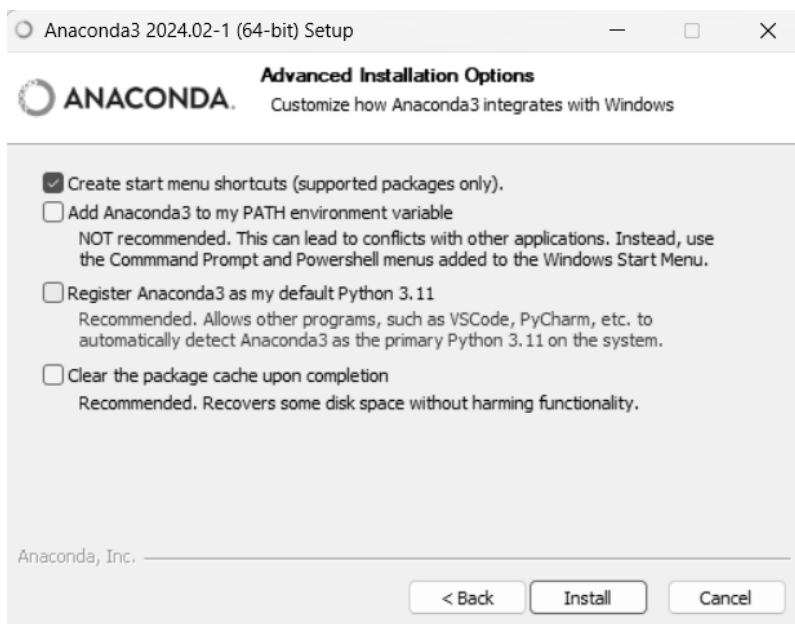 Anaconda3 2024.02-1 (64-bit) Setup
ANACONDA.
Advanced Installation Options
Customize how Anaconda3 integrates with Windows
Create start menu shortcuts (supported packages only).
Add Anaconda3 to my PATH environment variable
NOT recommended. This can lead to conflicts with other applications. Instead, use
the Commmand Prompt and Powershell menus added to the Windows Start Menu.
Register Anaconda3 as my default Python 3.11
Recommended. Allows other programs, such as VSCode, PyCharm, etc. to
automatically detect Anaconda3 as the primary Python 3.11 on the system.
Clear the package cache upon completion
Recommended. Recovers some disk space without harming functionality.
Anaconda, Inc.
< Back
Install
Cancel